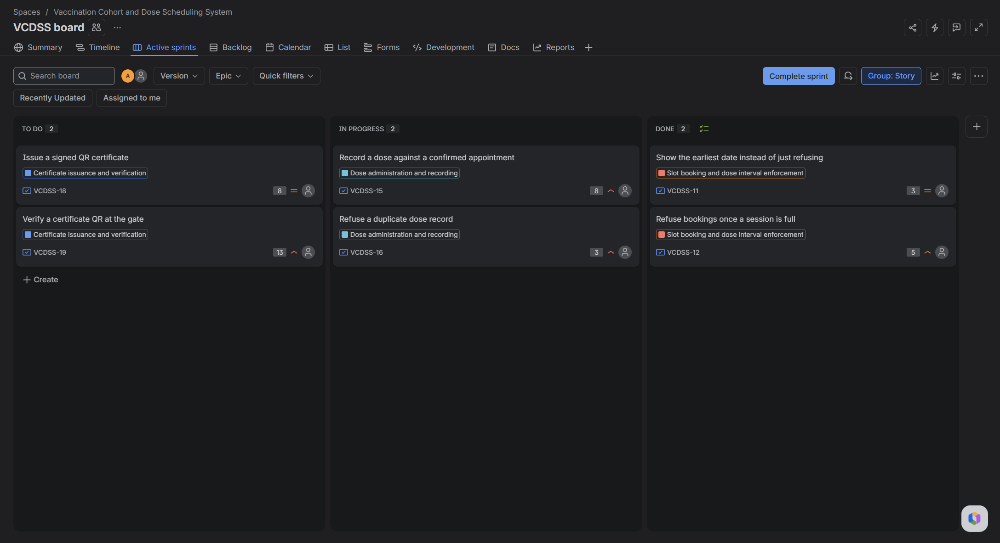 Spaces / Vaccination Cohort and Dose Scheduling System
VCDSS board
Summary Timeline Active sprints Backlog Calendar List Forms Development Docs Reports
Search board A Version Epic Quick filters Complete sprint Group: Story
Recently Updated Assigned to me
TO DO 2
Issue a signed QR certificate
Certificate issuance and verification
VCDSS-18 8
Verify a certificate QR at the gate
Certificate issuance and verification
VCDSS-19 13
Create
IN PROGRESS 2
Record a dose against a confirmed appointment
Dose administration and recording
VCDSS-15 8
Refuse a duplicate dose record
Dose administration and recording
VCDSS-16 3
DONE 2
Show the earliest date instead of just refusing
Slot booking and dose interval enforcement
VCDSS-11 3
Refuse bookings once a session is full
Slot booking and dose interval enforcement
VCDSS-12 5